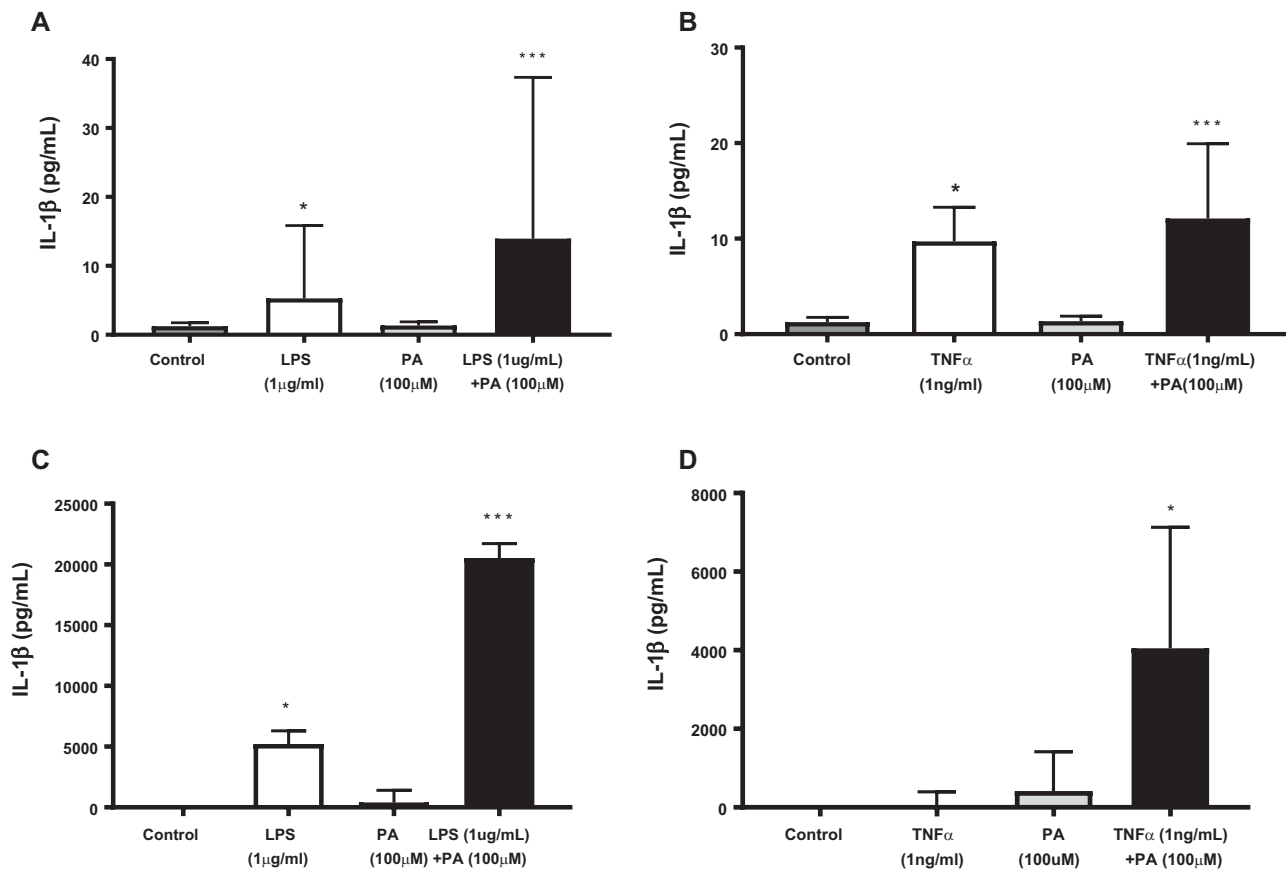 A
IL-1β (pg/mL)
40
30
20
10
0
*
***
Control
LPS
(1μg/ml)
PA
(100μM)
LPS (1ug/mL)
+PA (100μM)
B
IL-1β (pg/mL)
30
20
10
0
*
***
Control
TNFα
(1ng/ml)
PA
(100μM)
TNFα(1ng/mL)
+PA(100μM)
C
IL-1β (pg/mL)
25000
20000
15000
10000
5000
0
*
***
Control
LPS
(1μg/ml)
PA
(100μM)
LPS (1ug/mL)
+PA (100μM)
D
IL-1β (pg/mL)
8000
6000
4000
2000
0
*
Control
TNFα
(1ng/ml)
PA
(100uM)
TNFα (1ng/mL)
+PA (100μM)